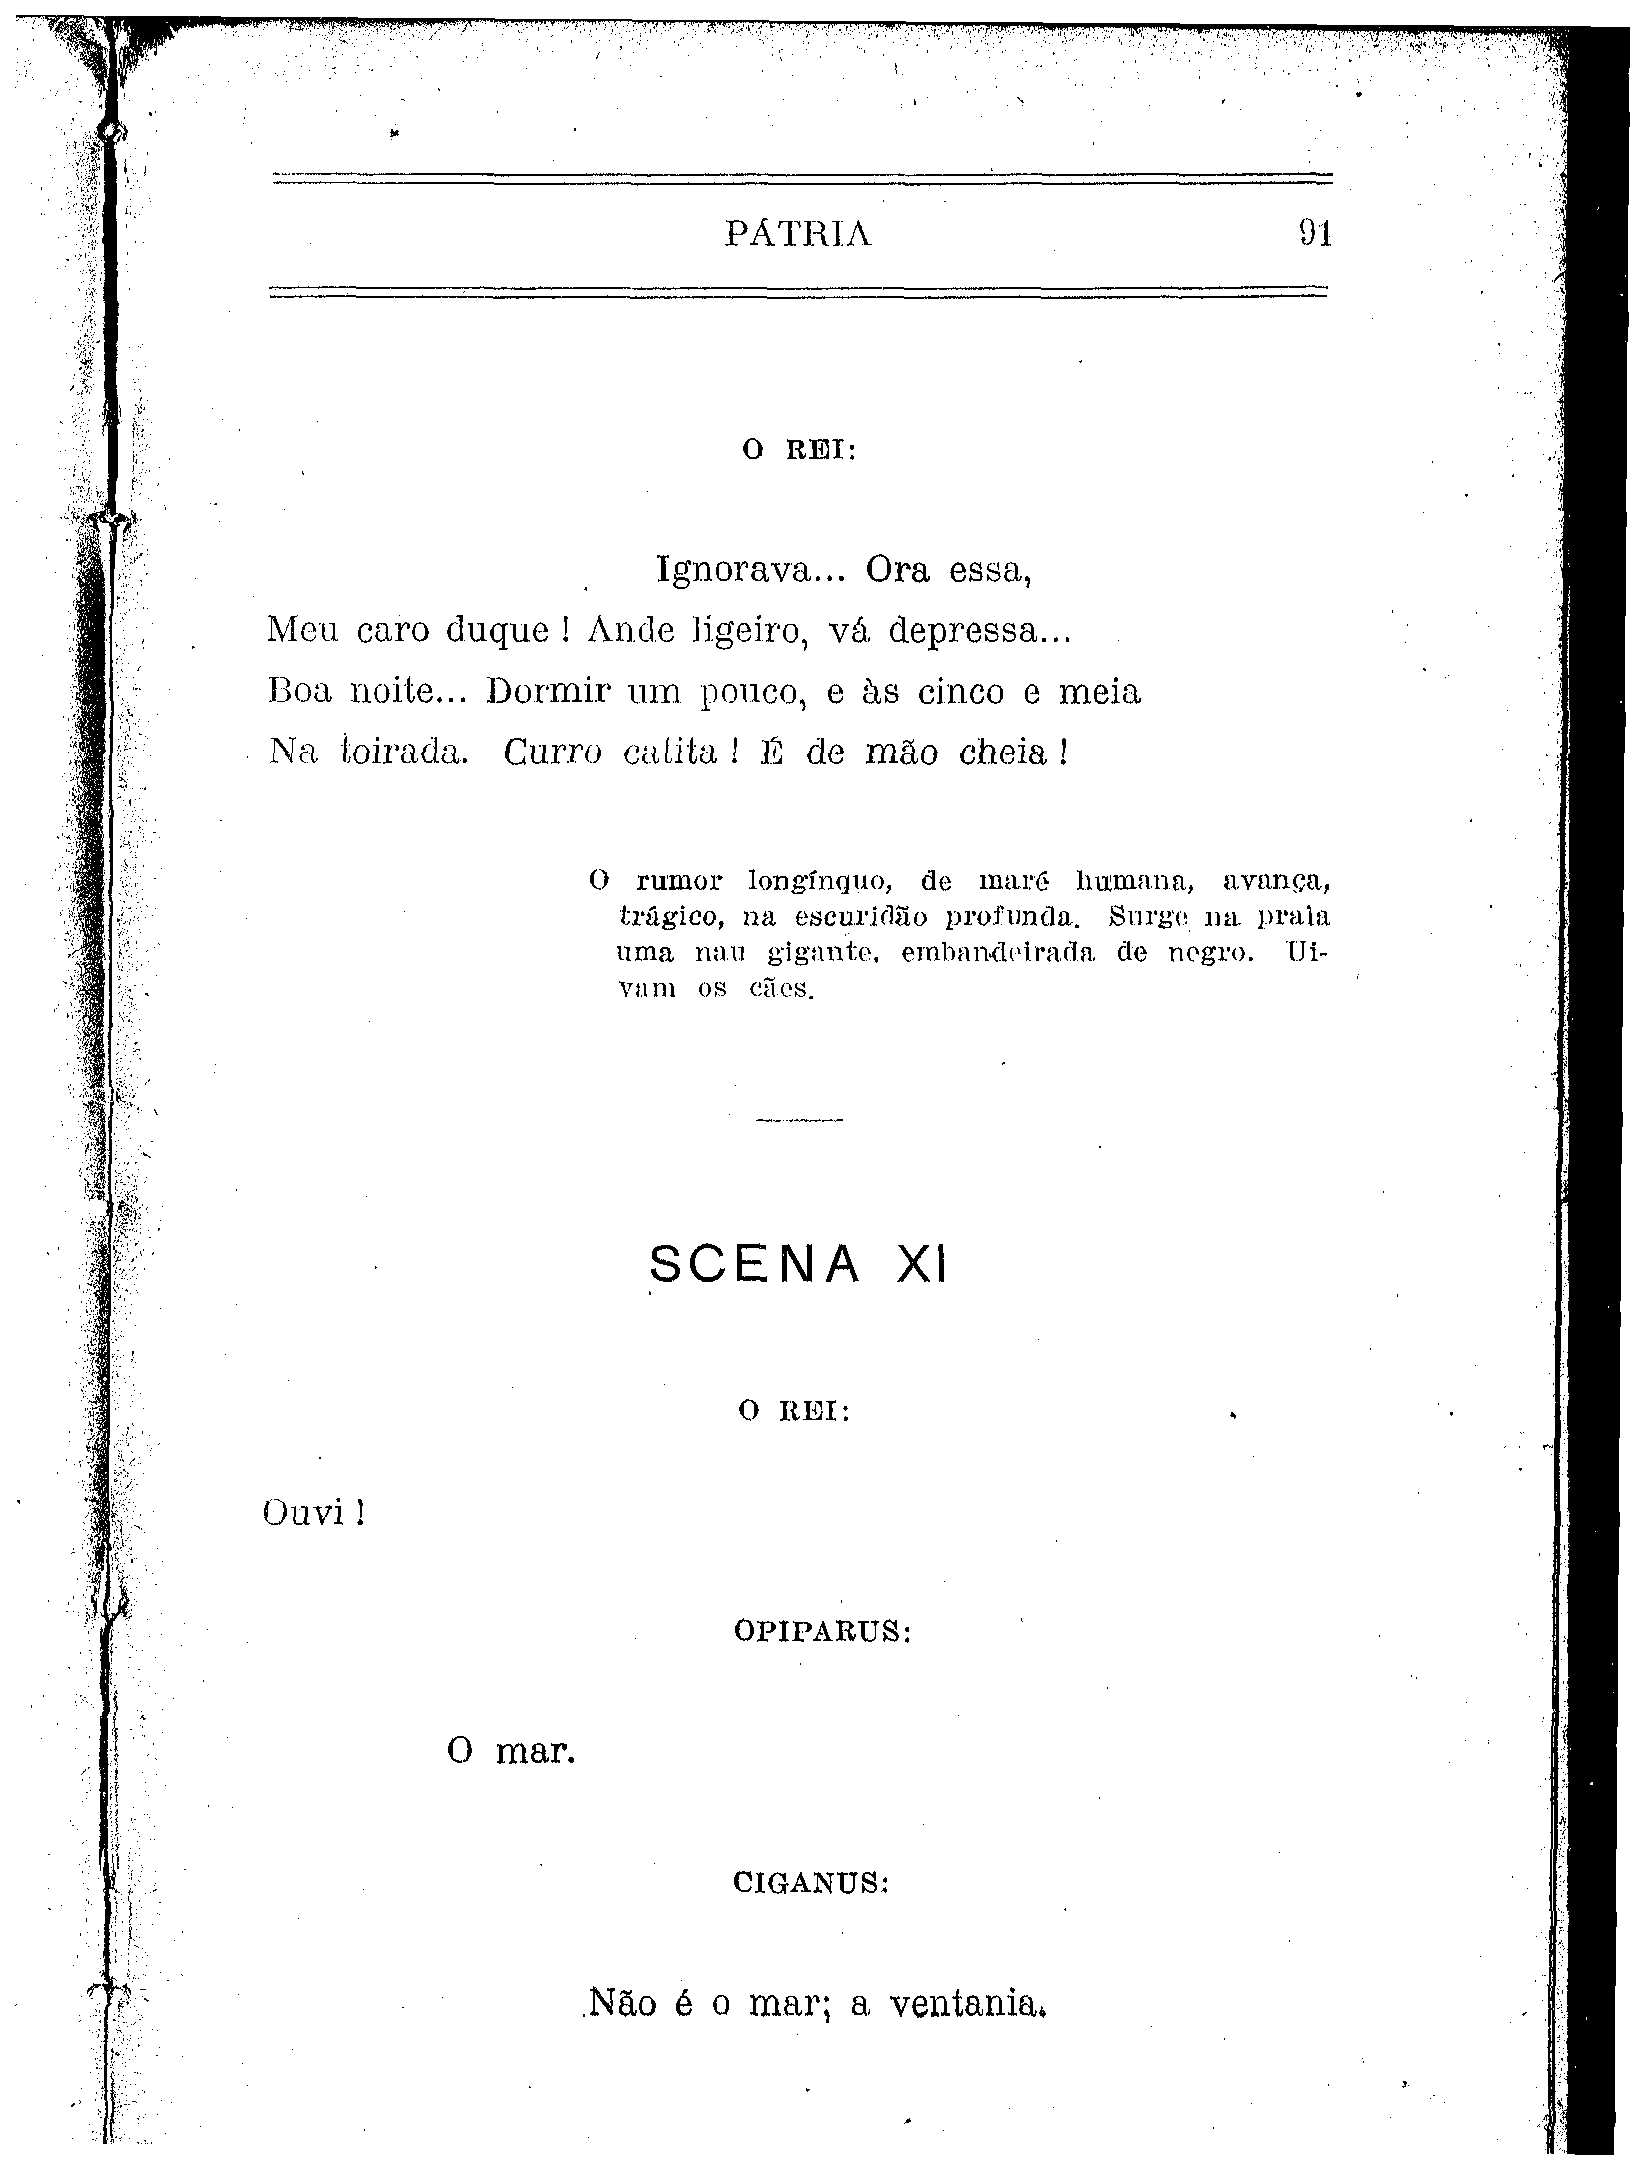 PÁTRIA 91
O REI:
Ignorava... Ora essa,
Meu caro duque ! Ande ligeiro, vá depressa...
Boa noite... Dormir um pouco, e às cinco e meia
Na toirada. Curro catita ! É de mão cheia !
O rumor longínquo, de maré humana, avança,
trágico, na escuridão profunda. Surge na praia
uma nau gigante, embandeirada de negro. Ui-
vam os cães.
SCENA XI
O REI:
Ouvi !
OPIPARUS:
O mar.
CIGANUS:
Não é o mar; a ventania.